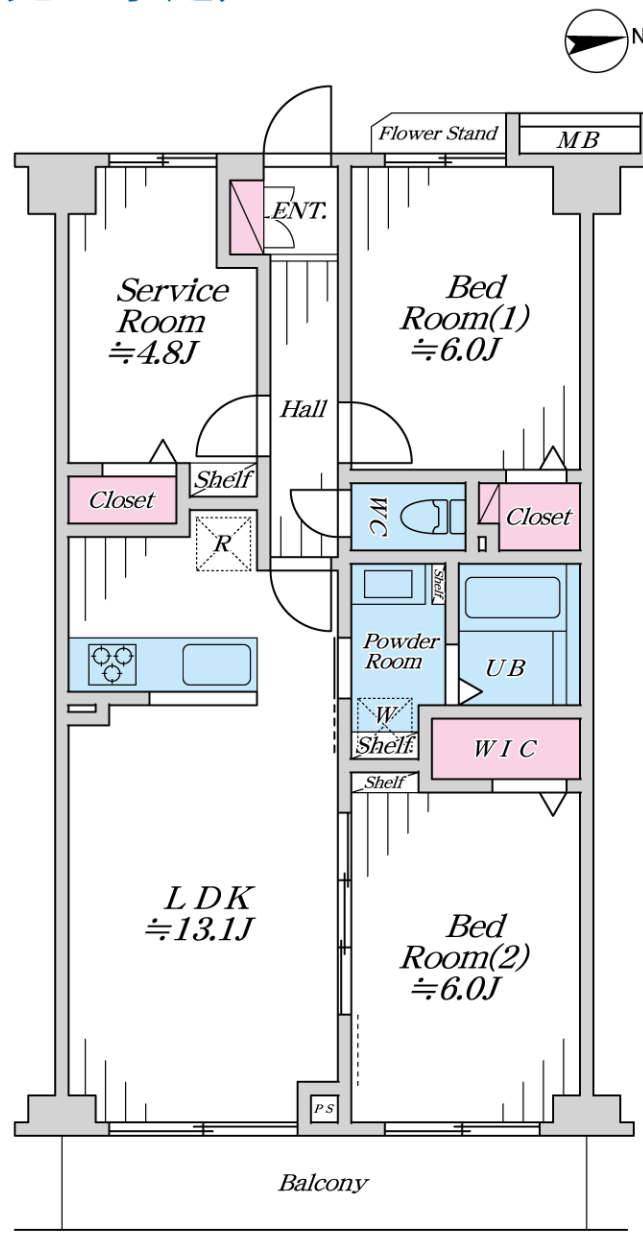 N
Flower Stand
MB
ENT.
Service
Room
≒4.8J
Bed
Room(1)
≒6.0J
Hall
Shelf
Closet
WC
Closet
R
Shelf
Powder
Room
UB
W
Shelf
WIC
Shelf
LDK
≒13.1J
Bed
Room(2)
≒6.0J
PS
Balcony